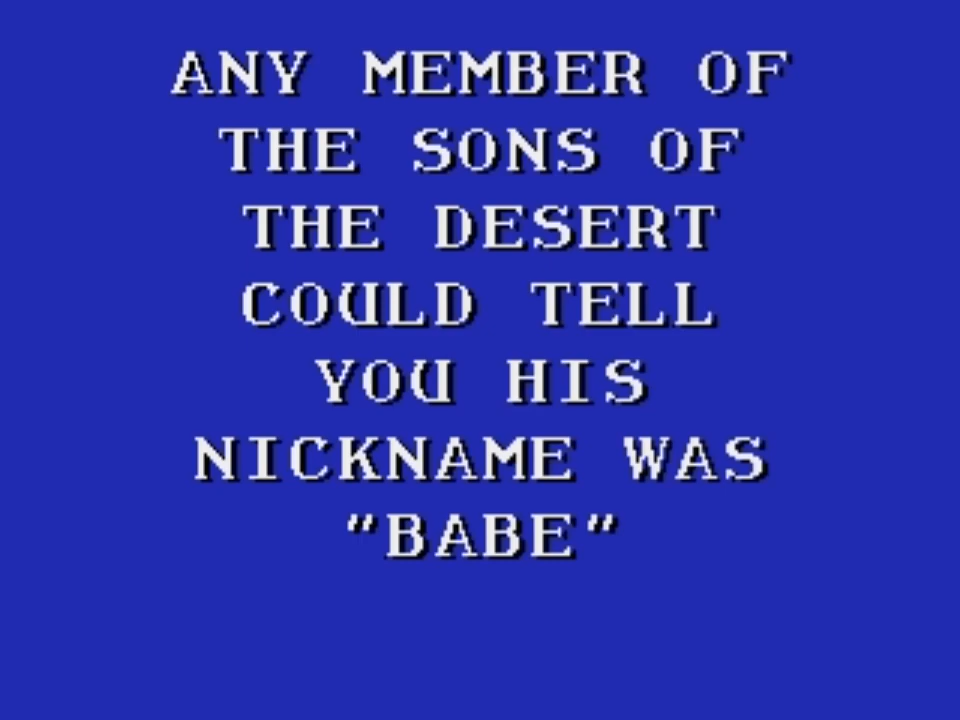 ANY MEMBER OF
THE SONS OF
THE DESERT
COULD TELL
YOU HIS
NICKNAME WAS
"BABE"